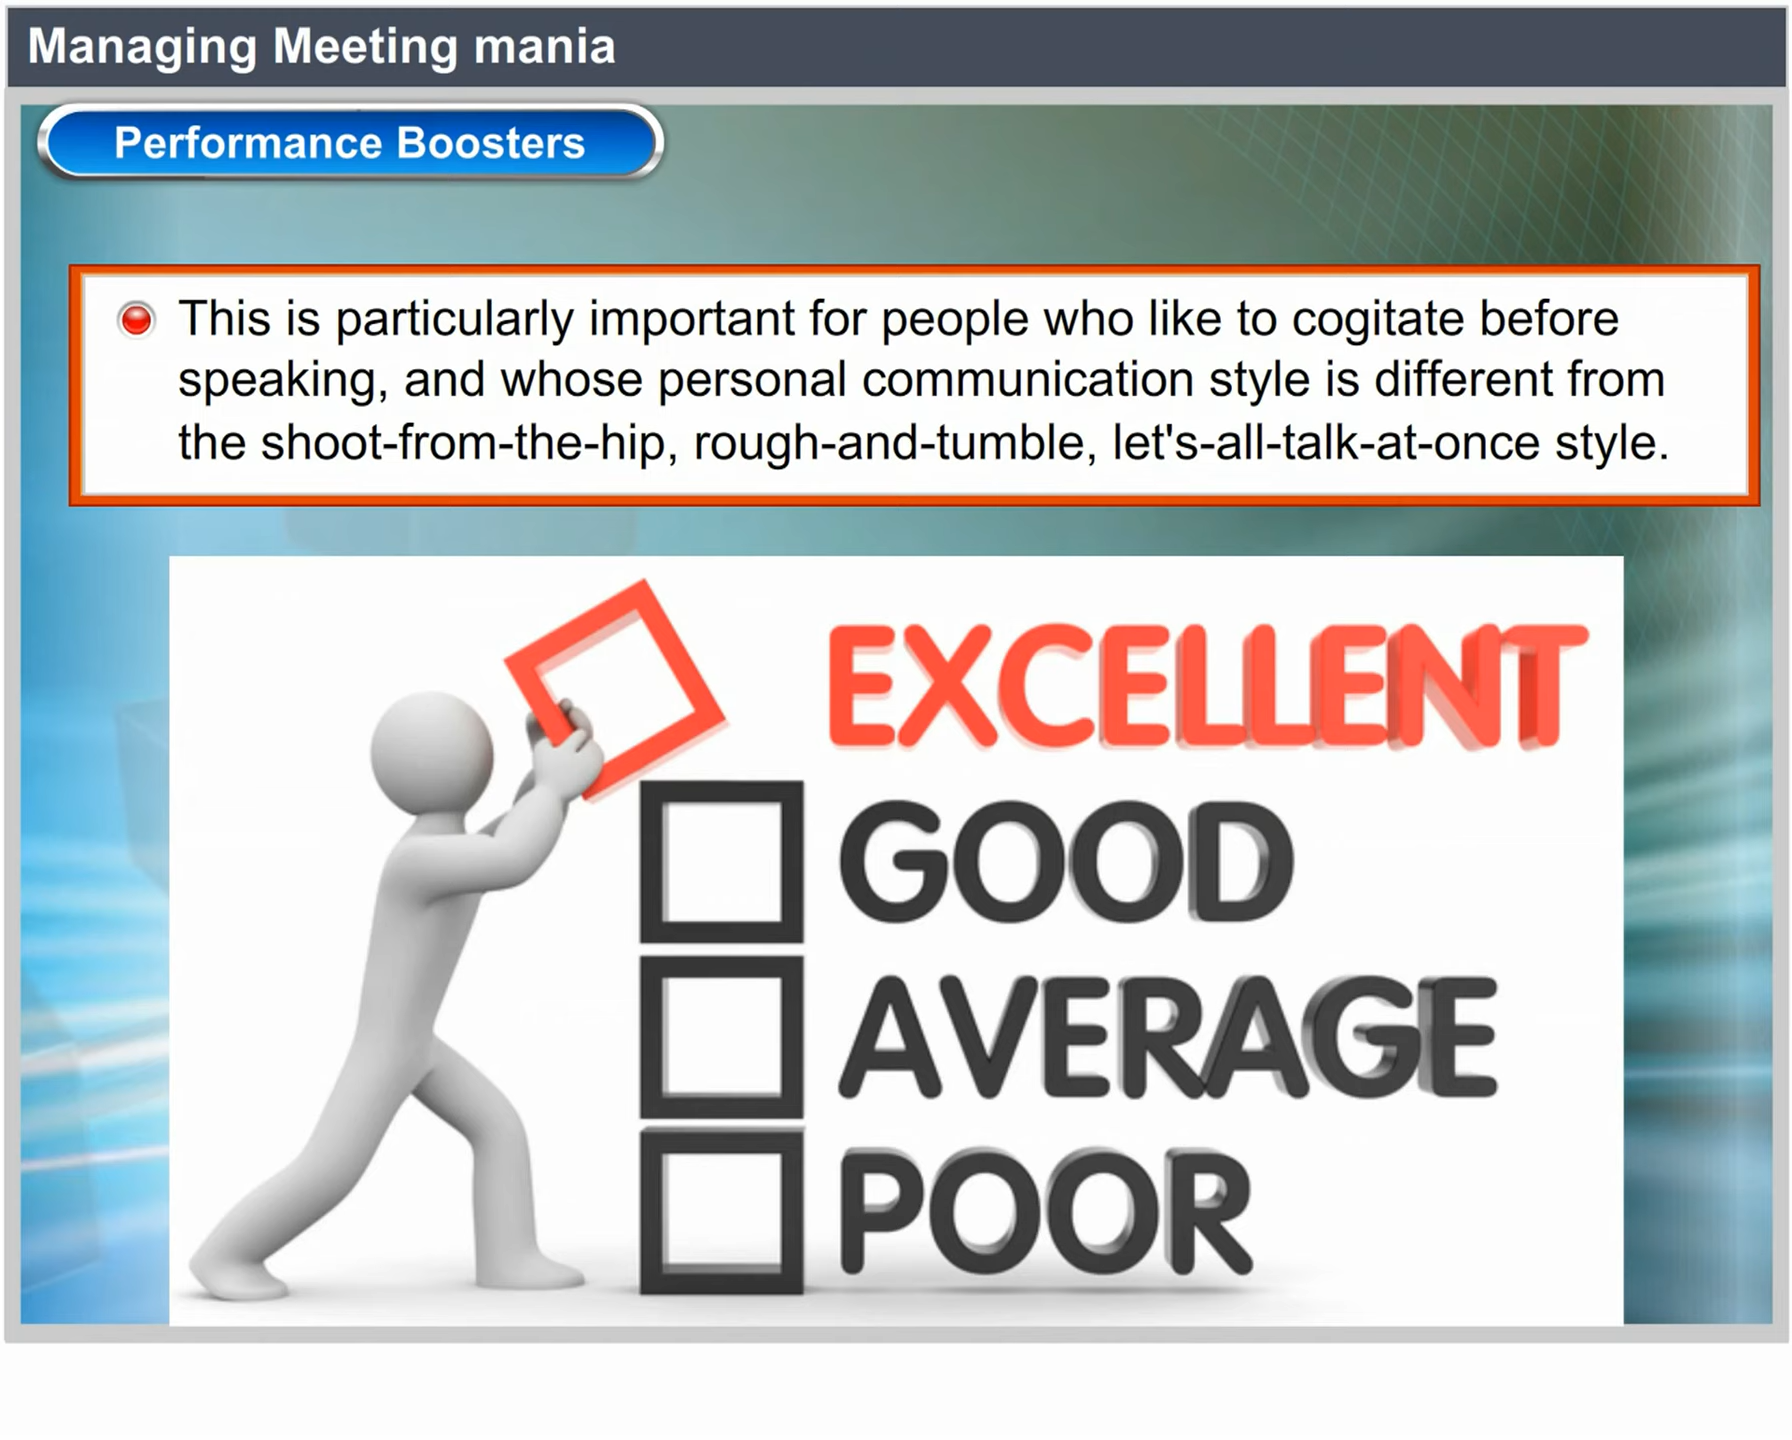 Managing Meeting mania
Performance Boosters
This is particularly important for people who like to cogitate before
speaking, and whose personal communication style is different from
the shoot-from-the-hip, rough-and-tumble, let's-all-talk-at-once style.
EXCELLENT
GOOD
AVERAGE
POOR